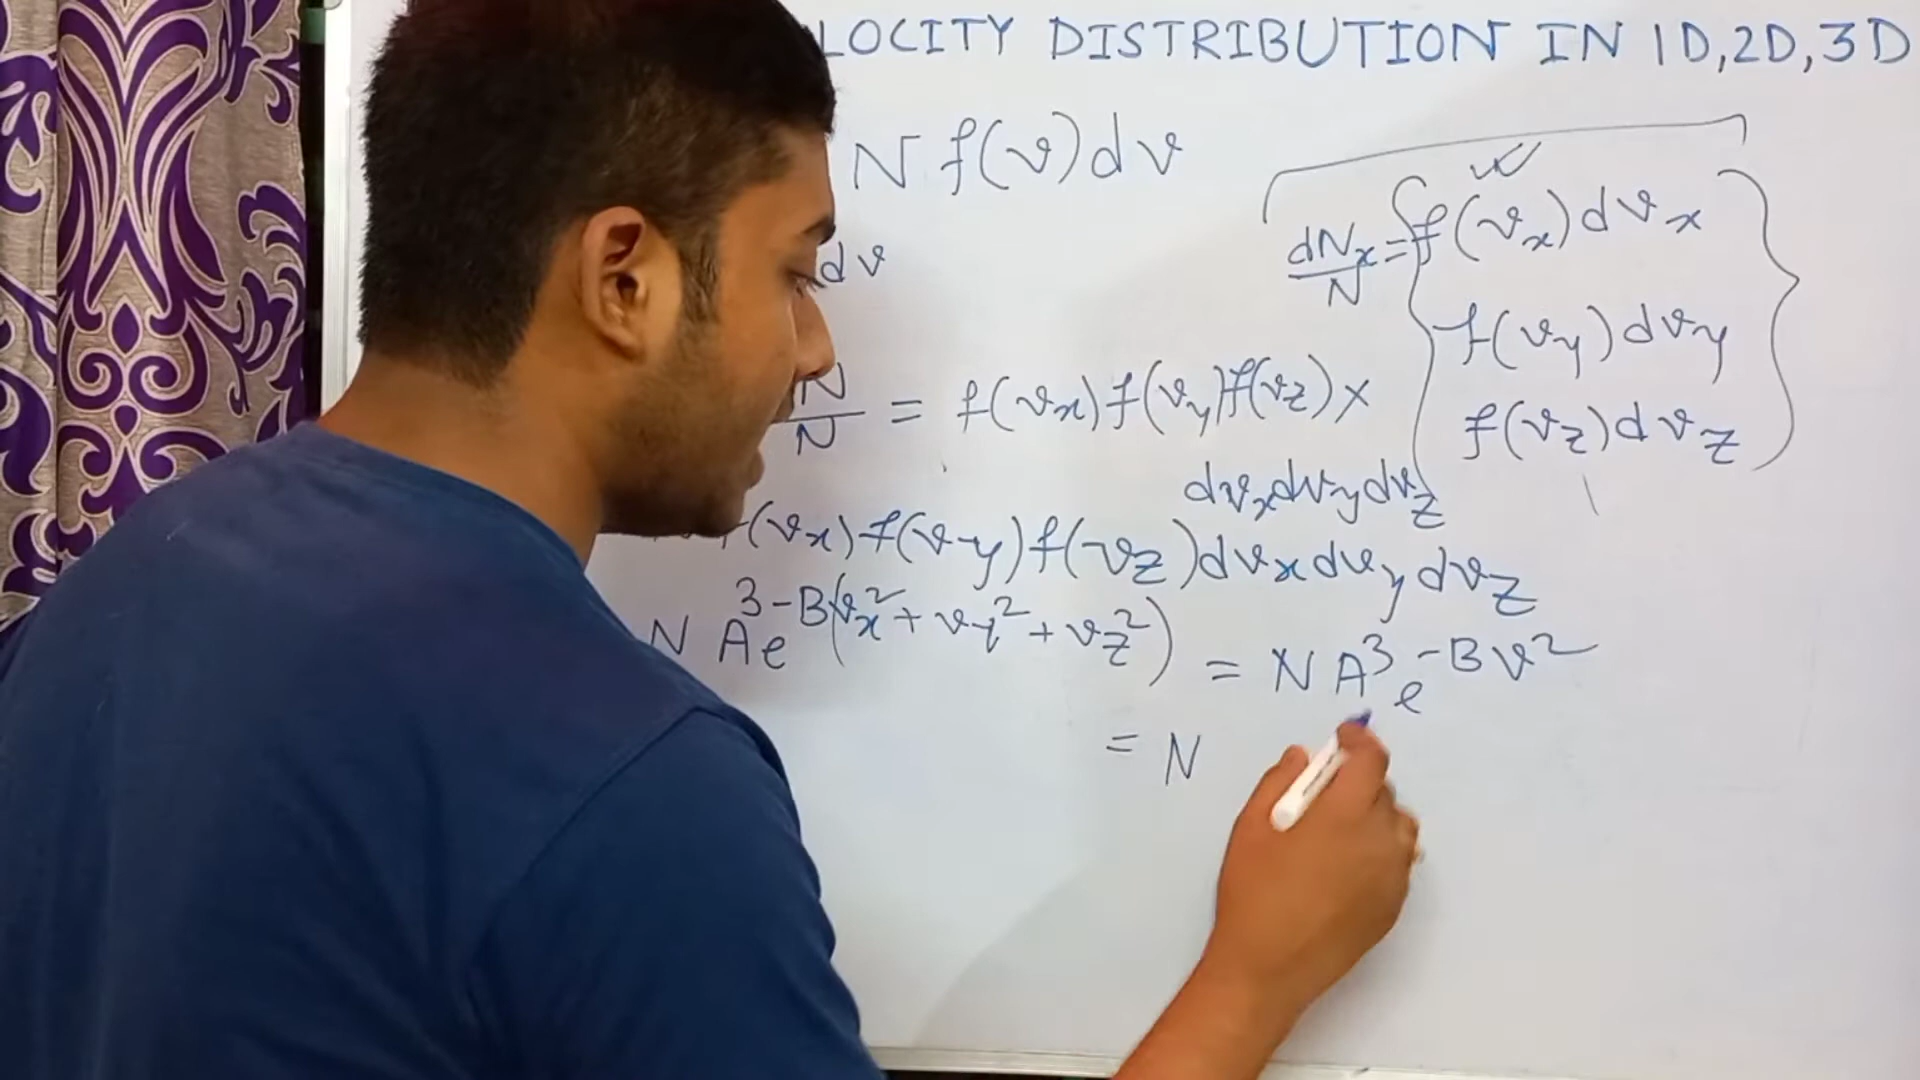 LOCITY DISTRIBUTION IN 1D,2D,3D
N f(v)dv
dv
dNx/N = f(vx)dvx
f(vy)dvy
f(vz)dvz
N/N = f(vx)f(vy)f(vz)×
dvxdvydvz
(vx)f(vy)f(vz)dvxdvydvz
N A³e^-B(vx²+vy²+vz²) = N A³e^-Bv²
= N